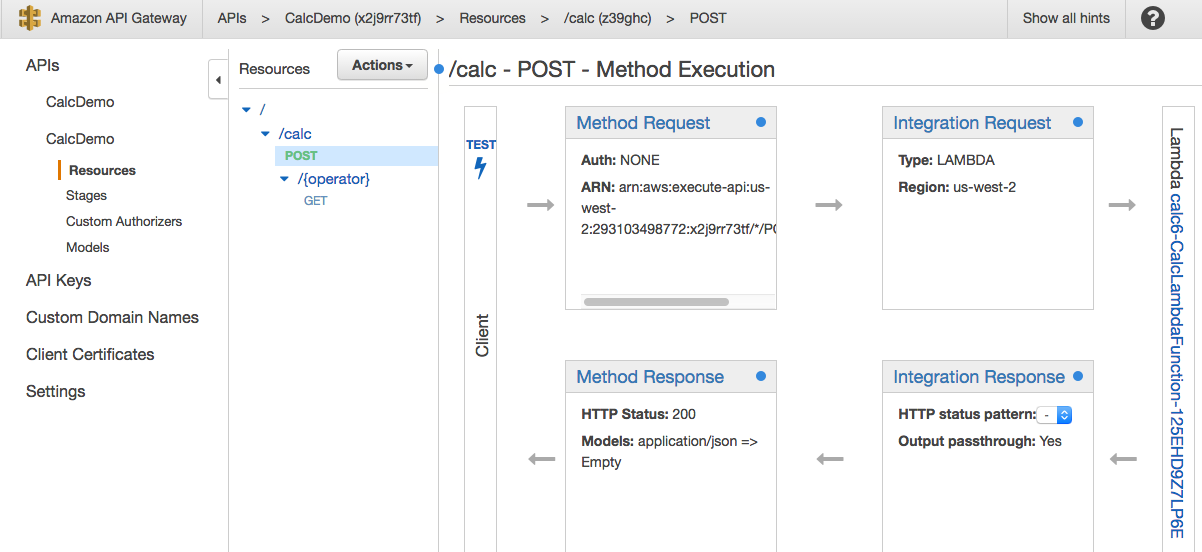 Amazon API Gateway APIs > CalcDemo (x2j9rr73tf) > Resources > /calc (z39ghc) > POST Show all hints ?
APIs
CalcDemo
CalcDemo
Resources
Stages
Custom Authorizers
Models
API Keys
Custom Domain Names
Client Certificates
Settings
Resources
Actions
/
/calc
POST
/{operator}
GET
/calc - POST - Method Execution
TEST
Client
Method Request
Auth: NONE
ARN: arn:aws:execute-api:us-
west-
2:293103498772:x2j9rr73tf/*/PO
Integration Request
Type: LAMBDA
Region: us-west-2
Lambda calc6-CalcLambdaFunction-125EHD9Z7LP6E
Method Response
HTTP Status: 200
Models: application/json =>
Empty
Integration Response
HTTP status pattern: -
Output passthrough: Yes